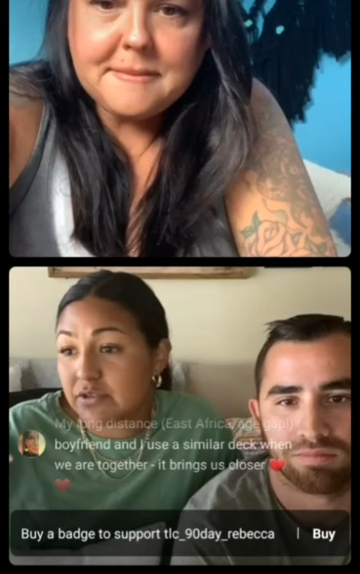 My long distance (East Africa/age gap!)
boyfriend and I use a similar deck when
we are together - it brings us closer ❤️
Buy a badge to support tlc_90day_rebecca | Buy